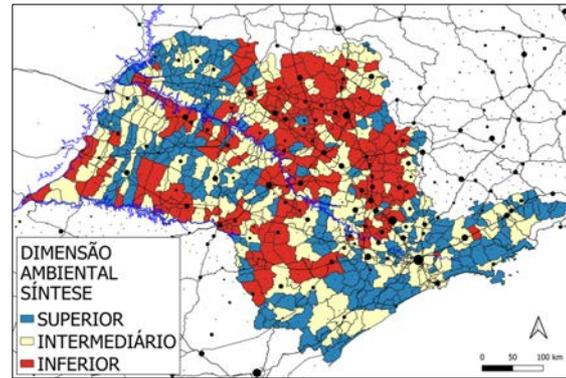 DIMENSÃO
AMBIENTAL
SÍNTESE
SUPERIOR
INTERMEDIÁRIO
INFERIOR
0 50 100 km